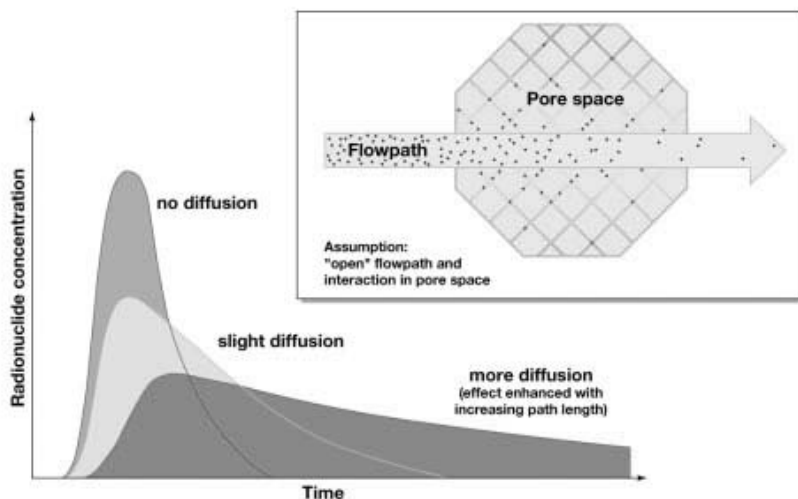 Pore space
Flowpath
Assumption:
"open" flowpath and
interaction in pore space
Radionuclide concentration
no diffusion
slight diffusion
more diffusion
(effect enhanced with
increasing path length)
Time